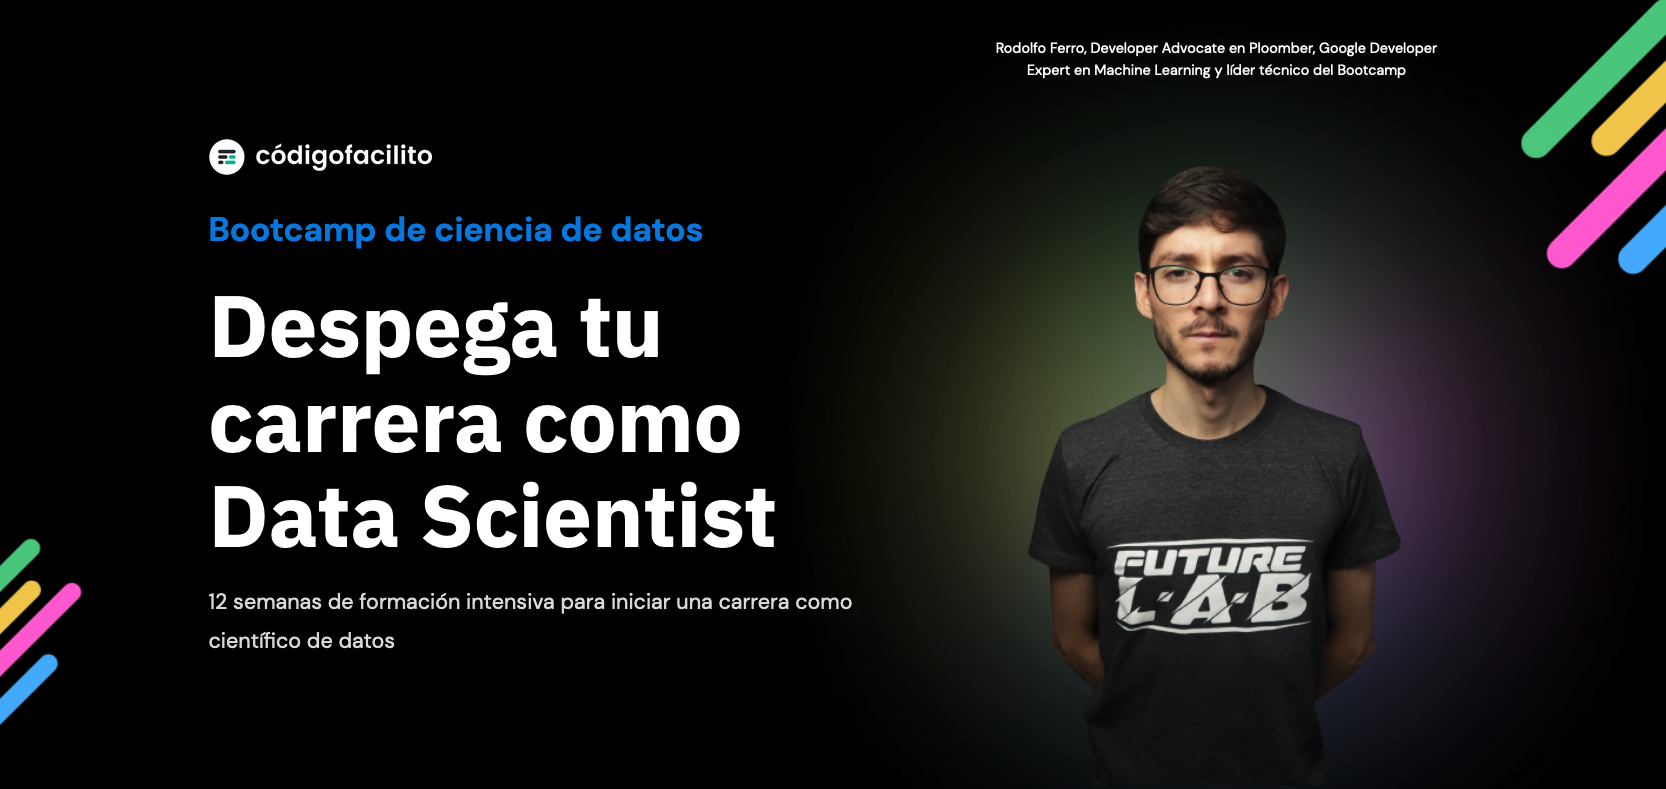 Rodolfo Ferro, Developer Advocate en Ploomber, Google Developer
Expert en Machine Learning y líder técnico del Bootcamp
códigofacilito
Bootcamp de ciencia de datos
Despega tu
carrera como
Data Scientist
12 semanas de formación intensiva para iniciar una carrera como
científico de datos
FUTURE
L-A-B